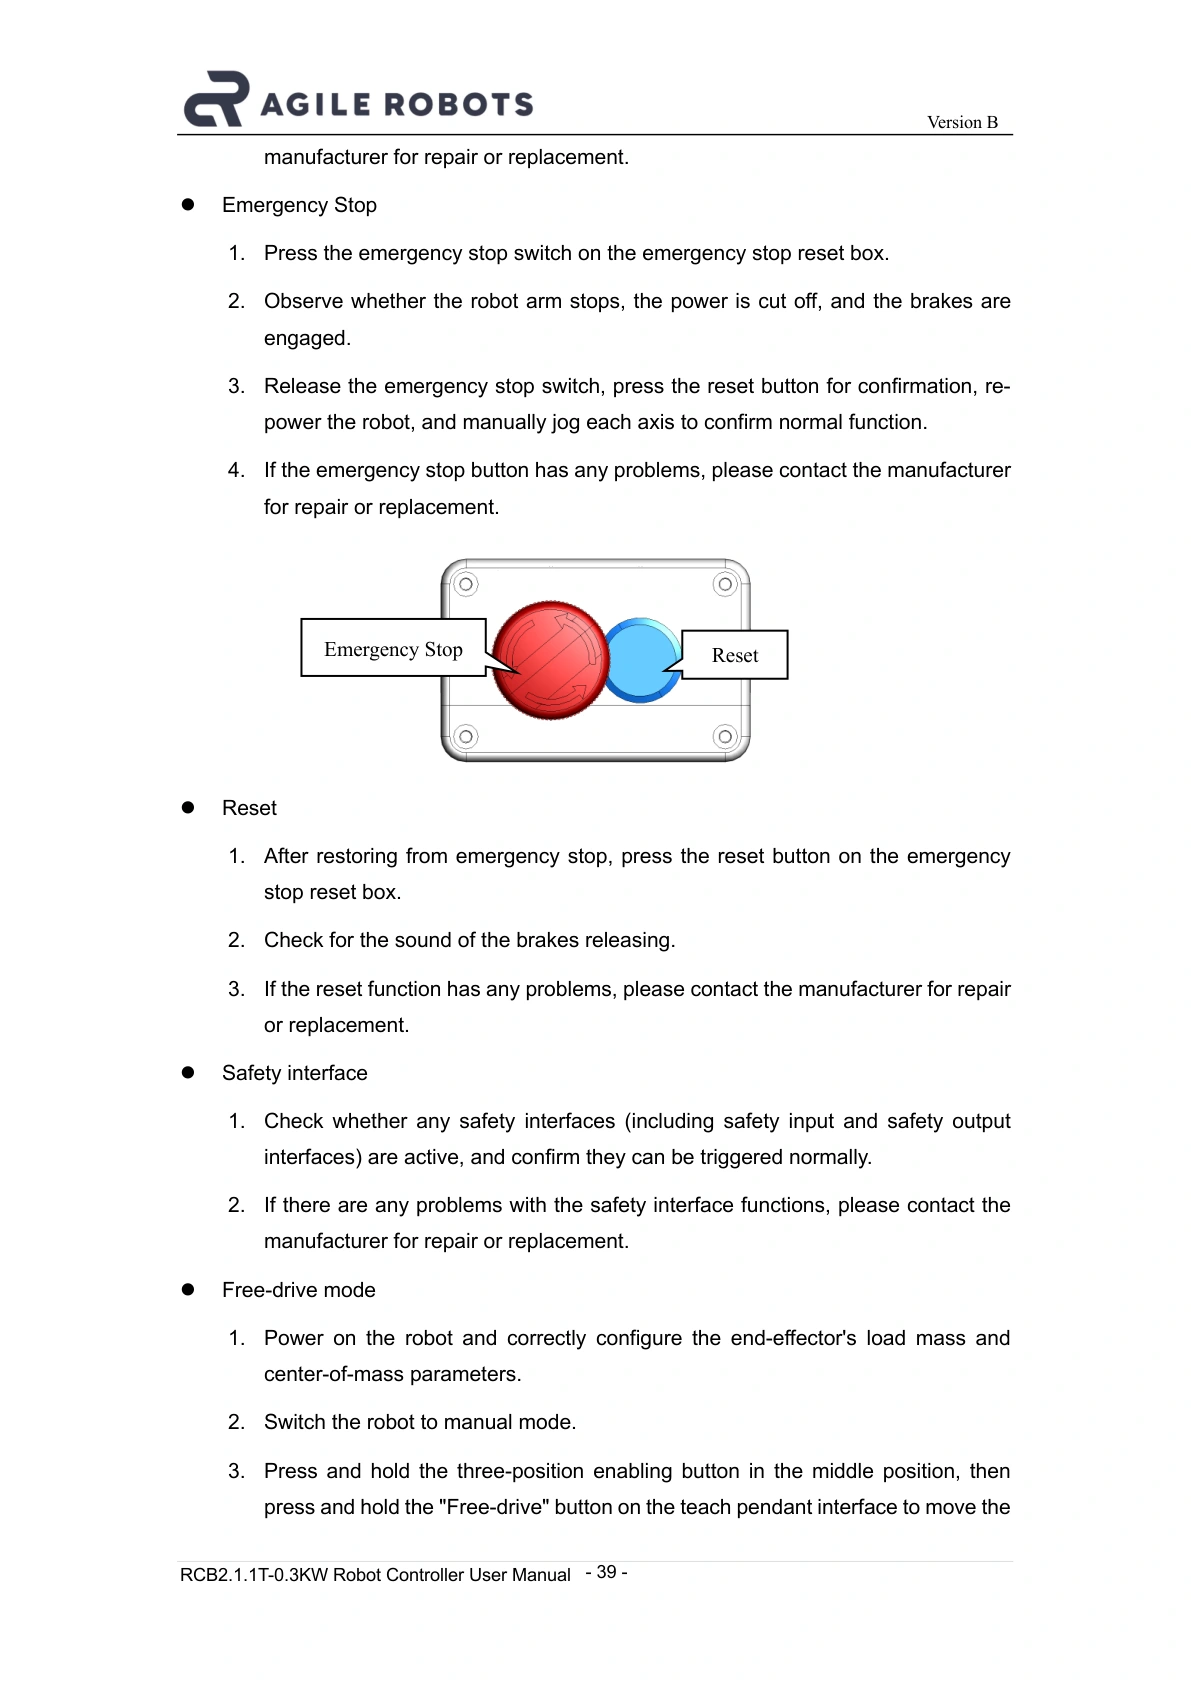 AGILE ROBOTS
Version B
manufacturer for repair or replacement.
● Emergency Stop
1. Press the emergency stop switch on the emergency stop reset box.
2. Observe whether the robot arm stops, the power is cut off, and the brakes are
engaged.
3. Release the emergency stop switch, press the reset button for confirmation, re-
power the robot, and manually jog each axis to confirm normal function.
4. If the emergency stop button has any problems, please contact the manufacturer
for repair or replacement.
Emergency Stop
Reset
● Reset
1. After restoring from emergency stop, press the reset button on the emergency
stop reset box.
2. Check for the sound of the brakes releasing.
3. If the reset function has any problems, please contact the manufacturer for repair
or replacement.
● Safety interface
1. Check whether any safety interfaces (including safety input and safety output
interfaces) are active, and confirm they can be triggered normally.
2. If there are any problems with the safety interface functions, please contact the
manufacturer for repair or replacement.
● Free-drive mode
1. Power on the robot and correctly configure the end-effector's load mass and
center-of-mass parameters.
2. Switch the robot to manual mode.
3. Press and hold the three-position enabling button in the middle position, then
press and hold the "Free-drive" button on the teach pendant interface to move the
RCB2.1.1T-0.3KW Robot Controller User Manual - 39 -